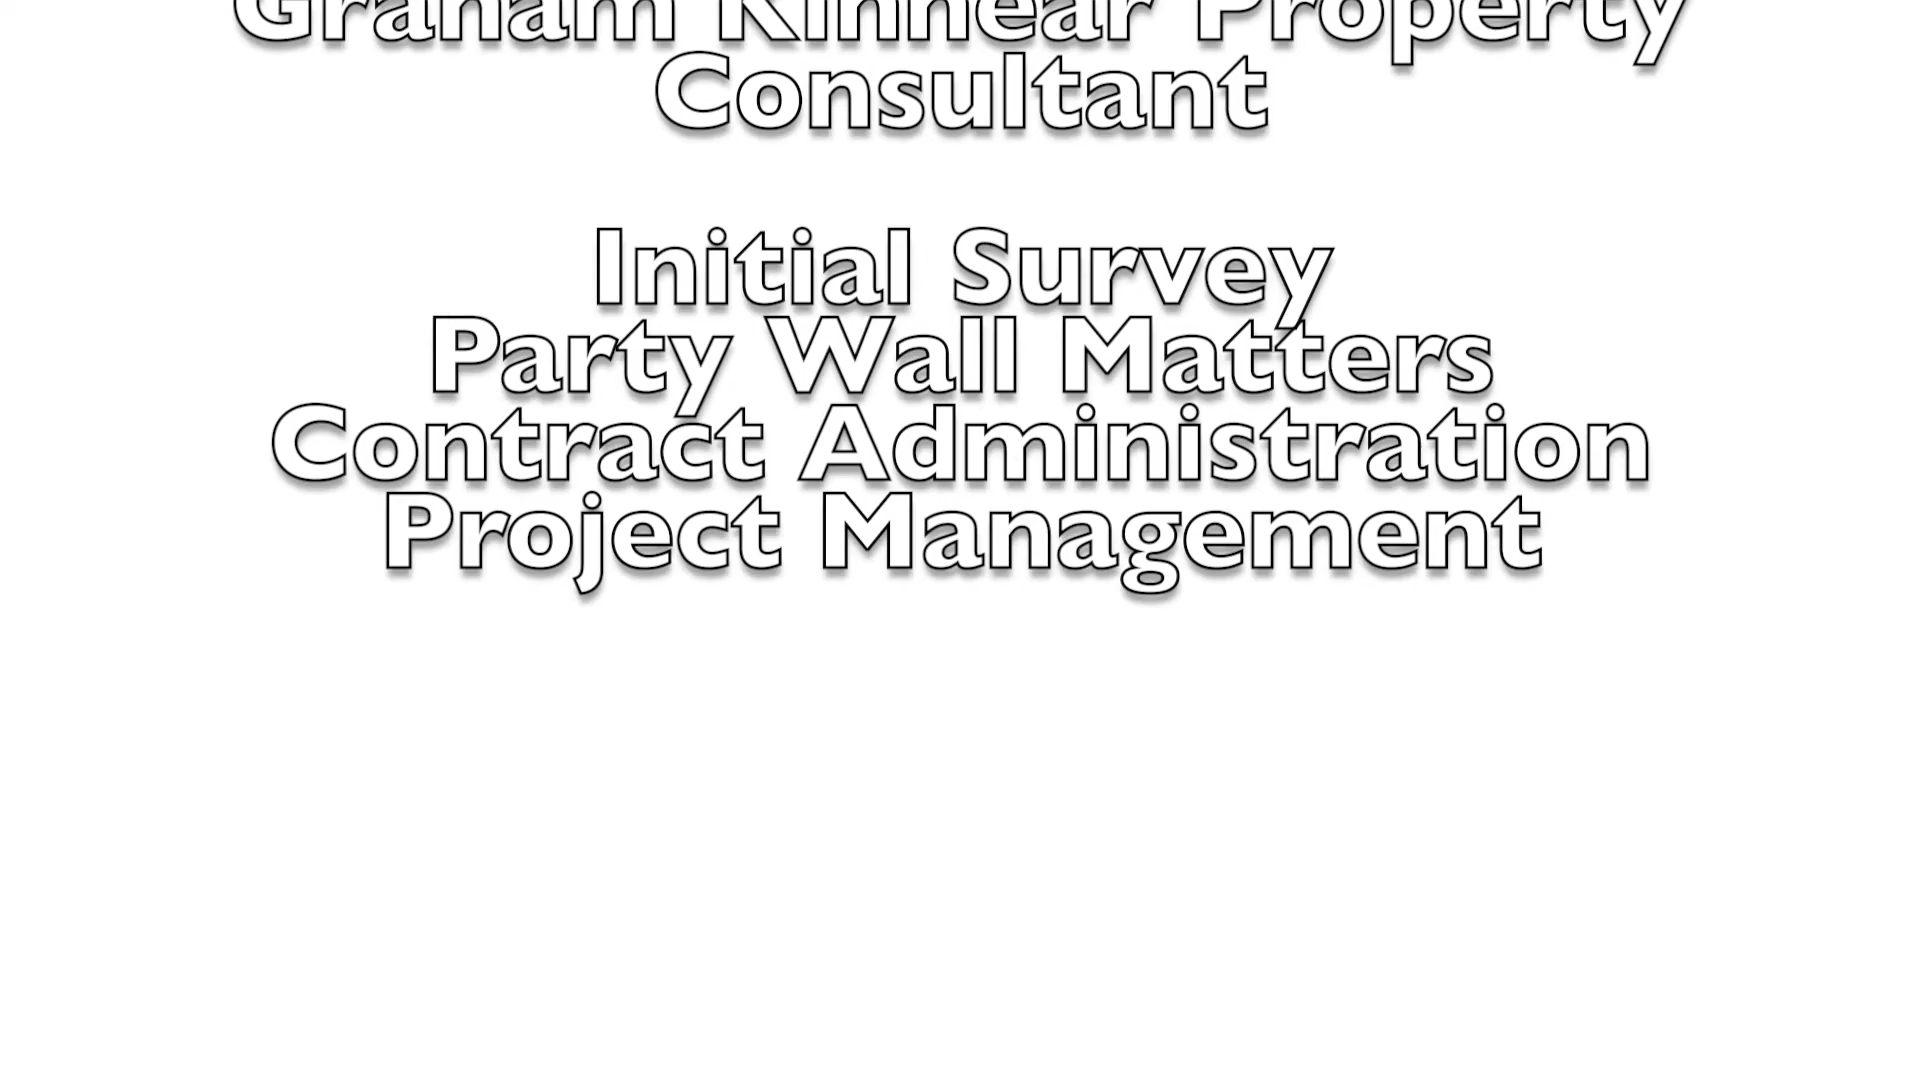 Graham Kinnear Property
Consultant
Initial Survey
Party Wall Matters
Contract Administration
Project Management